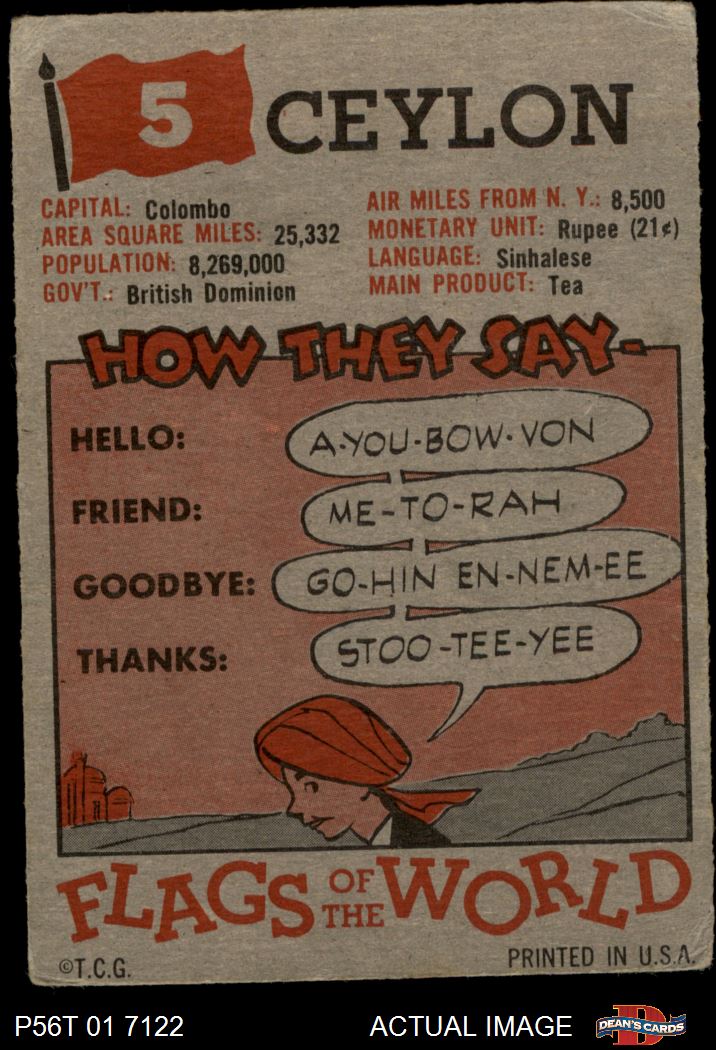 5 CEYLON
CAPITAL: Colombo
AREA SQUARE MILES: 25,332
POPULATION: 8,269,000
GOV'T.: British Dominion
AIR MILES FROM N. Y.: 8,500
MONETARY UNIT: Rupee (21¢)
LANGUAGE: Sinhalese
MAIN PRODUCT: Tea
HOW THEY SAY-
HELLO: A-YOU-BOW-VON
FRIEND: ME-TO-RAH
GOODBYE: GO-HIN EN-NEM-EE
THANKS: STOO-TEE-YEE
FLAGS OF THE WORLD
©T.C.G. PRINTED IN U.S.A.
P56T 01 7122 ACTUAL IMAGE DEAN'S CARDS